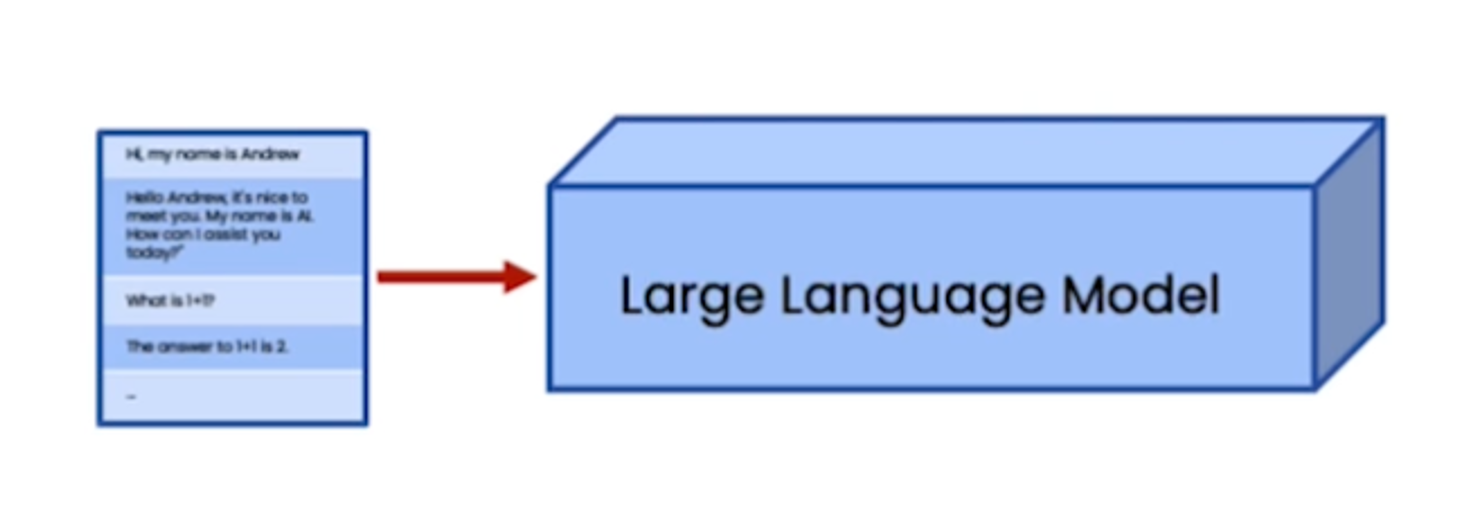 Hi, my name is Andrew
Hello Andrew, it's nice to
meet you. My name is AI.
How can I assist you
today?"
What is 1+1?
The answer to 1+1 is 2.
...
Large Language Model